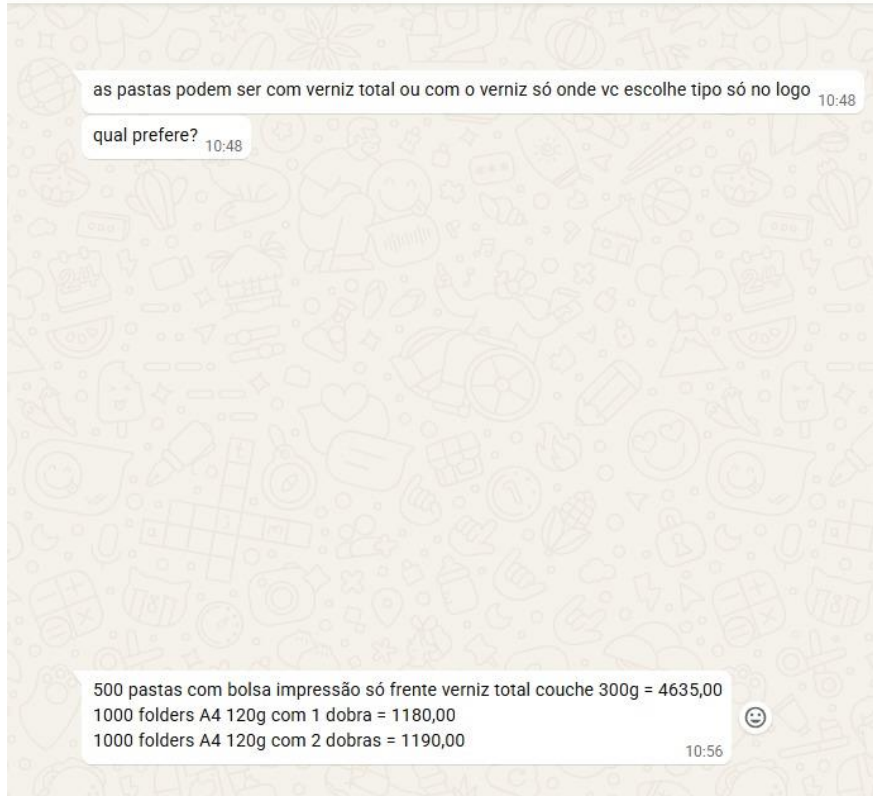 as pastas podem ser com verniz total ou com o verniz só onde vc escolhe tipo só no logo 10:48
qual prefere? 10:48
500 pastas com bolsa impressão só frente verniz total couche 300g = 4635,00
1000 folders A4 120g com 1 dobra = 1180,00
1000 folders A4 120g com 2 dobras = 1190,00
10:56